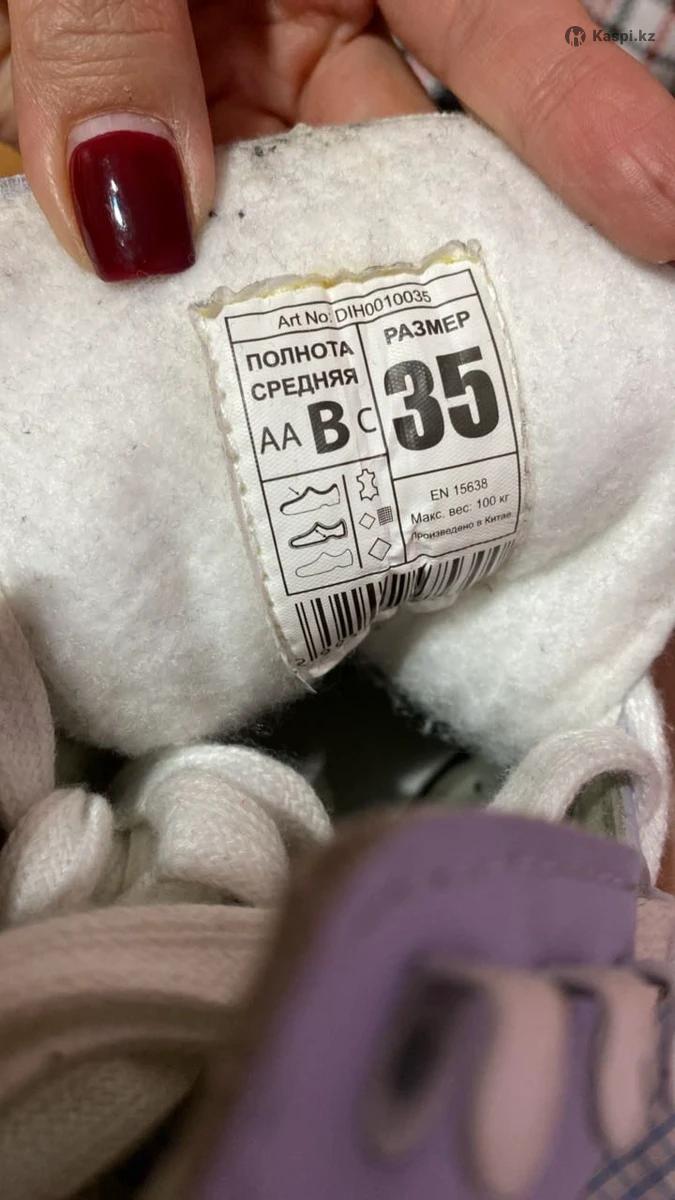 Kaspi.kz
Art No: DIH0010035
ПОЛНОТА
СРЕДНЯЯ
AA B C
РАЗМЕР
35
EN 15638
Макс. вес: 100 кг
Произведено в Китае